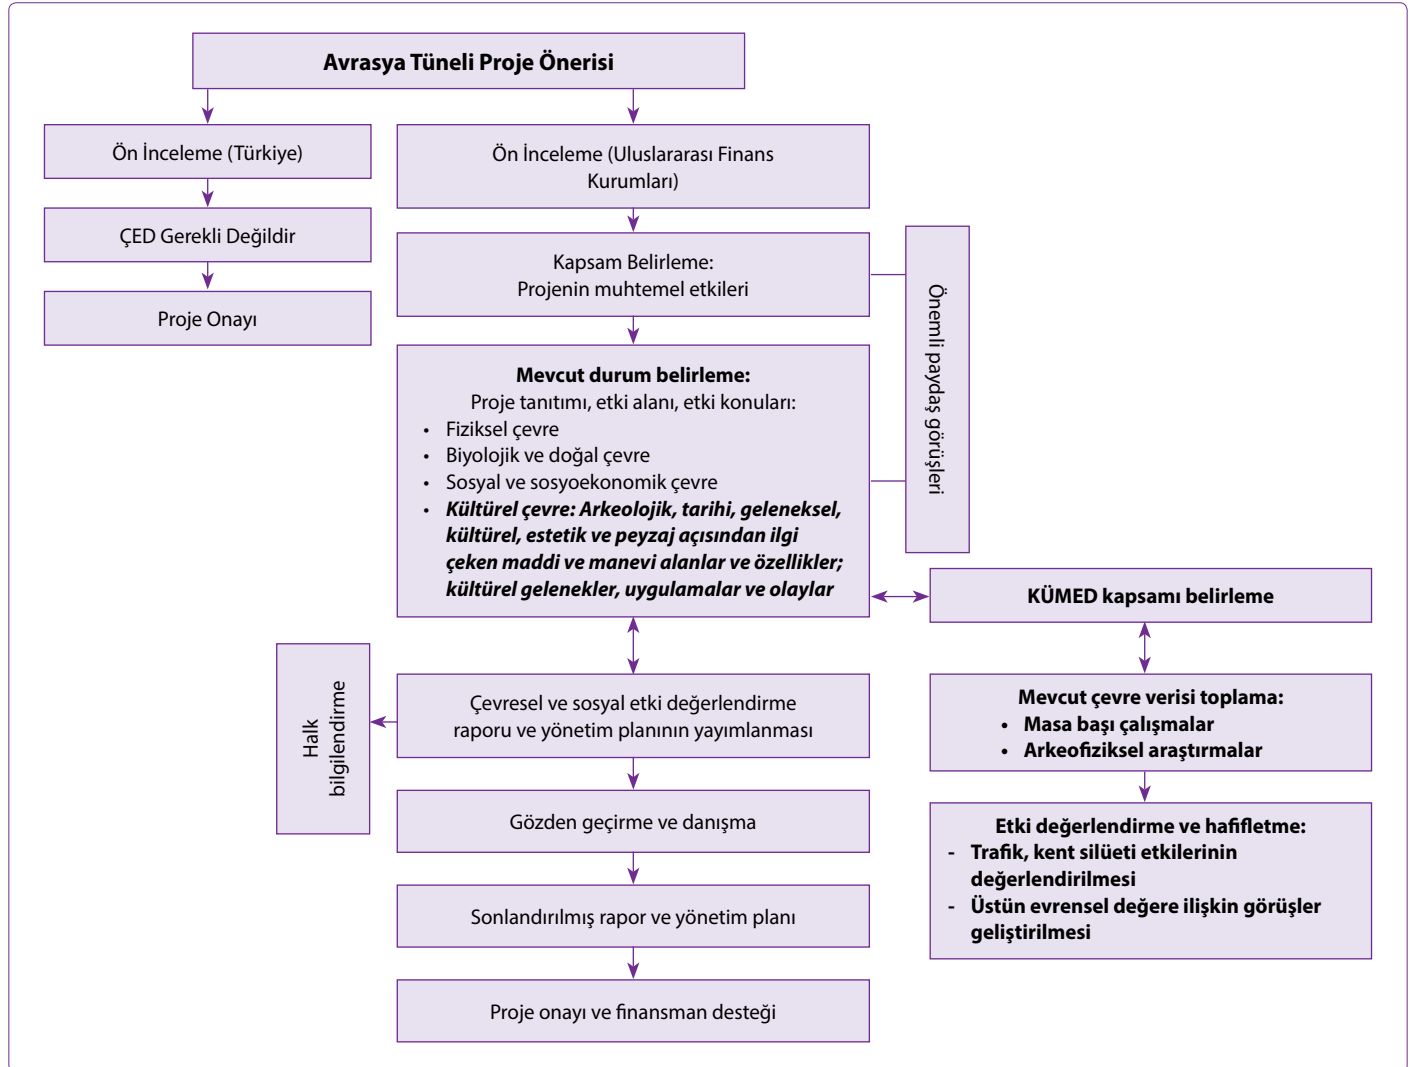 Avrasya Tüneli Proje Önerisi
Ön İnceleme (Türkiye)
ÇED Gerekli Değildir
Proje Onayı
Ön İnceleme (Uluslararası Finans
Kurumları)
Kapsam Belirleme:
Projenin muhtemel etkileri
Önemli paydaş görüşleri
Mevcut durum belirleme:
Proje tanıtımı, etki alanı, etki konuları:
• Fiziksel çevre
• Biyolojik ve doğal çevre
• Sosyal ve sosyoekonomik çevre
• Kültürel çevre: Arkeolojik, tarihi, geleneksel,
kültürel, estetik ve peyzaj açısından ilgi
çeken maddi ve manevi alanlar ve özellikler;
kültürel gelenekler, uygulamalar ve olaylar
KÜMED kapsamı belirleme
Mevcut çevre verisi toplama:
• Masa başı çalışmalar
• Arkeofiziksel araştırmalar
Etki değerlendirme ve hafifletme:
- Trafik, kent silüeti etkilerinin
değerlendirilmesi
- Üstün evrensel değere ilişkin görüşler
geliştirilmesi
Halk
bilgilendirme
Çevresel ve sosyal etki değerlendirme
raporu ve yönetim planının yayımlanması
Gözden geçirme ve danışma
Sonlandırılmış rapor ve yönetim planı
Proje onayı ve finansman desteği